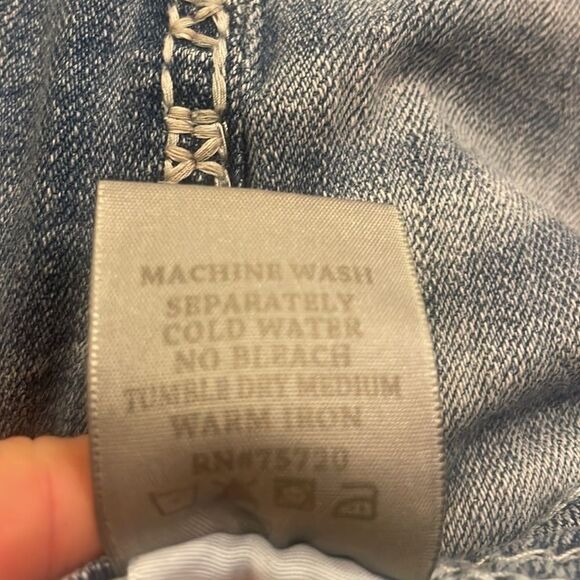 MACHINE WASH
SEPARATELY
COLD WATER
NO BLEACH
TUMBLE DRY MEDIUM
WARM IRON
RN#75720